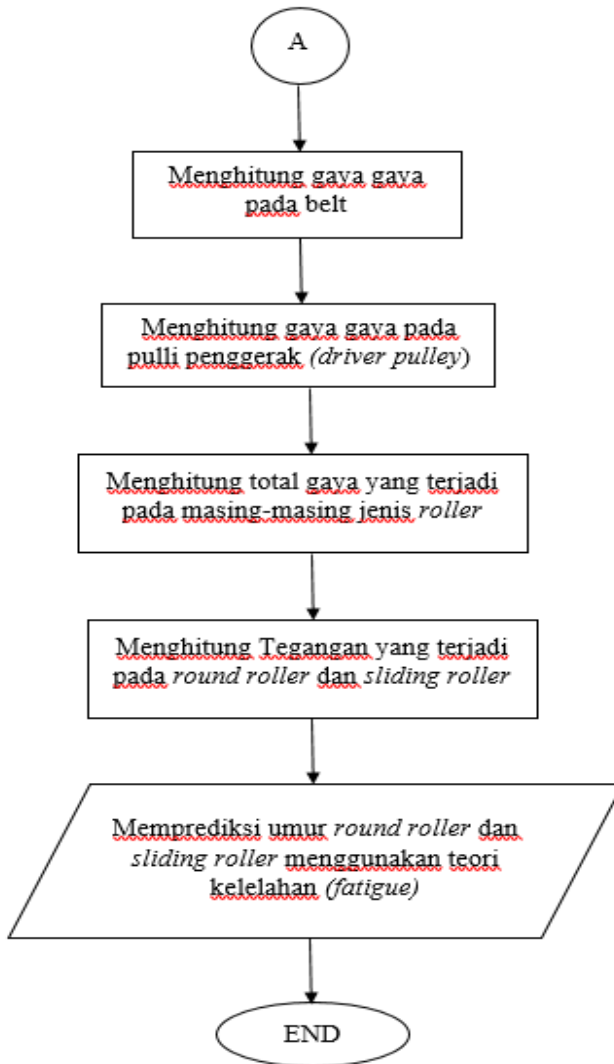 A
Menghitung gaya gaya
pada belt
Menghitung gaya gaya pada
pulli penggerak (driver pulley)
Menghitung total gaya yang terjadi
pada masing-masing jenis roller
Menghitung Tegangan yang terjadi
pada round roller dan sliding roller
Memprediksi umur round roller dan
sliding roller menggunakan teori
kelelahan (fatigue)
END